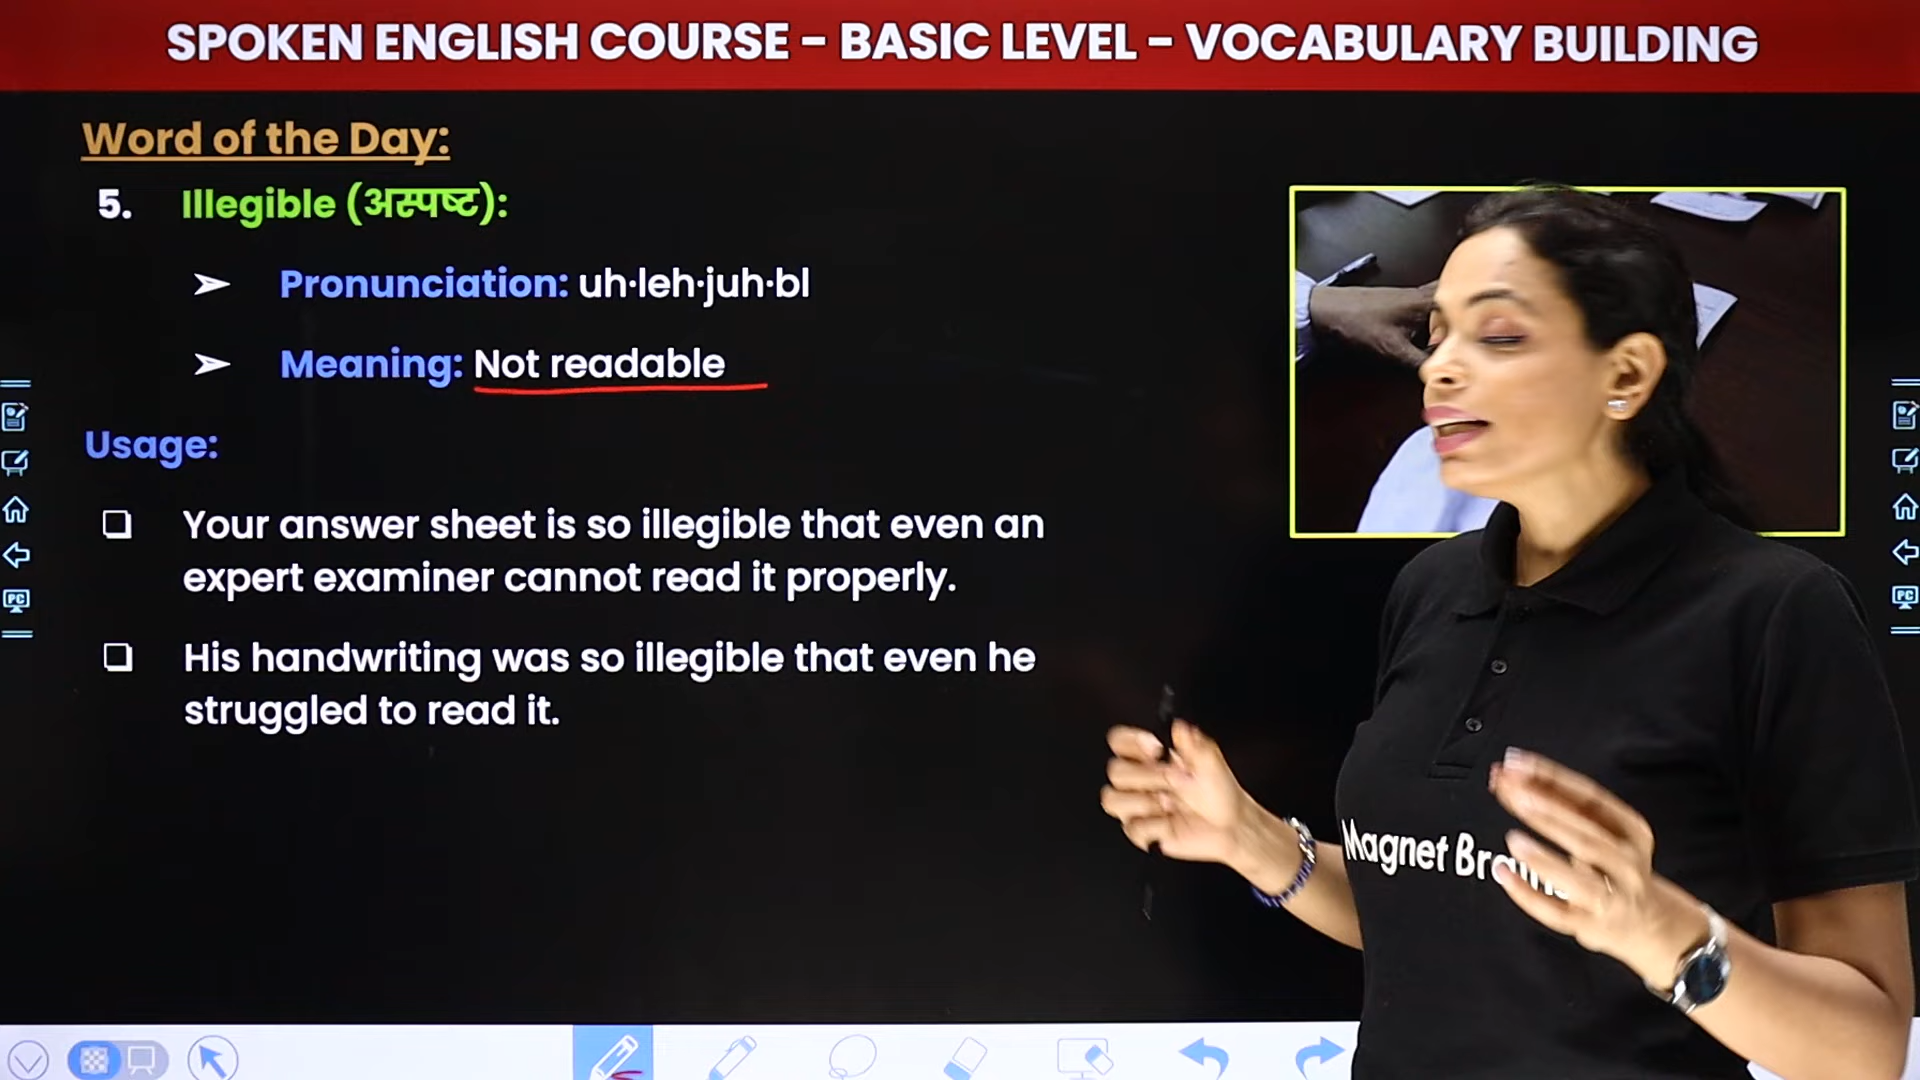 SPOKEN ENGLISH COURSE – BASIC LEVEL – VOCABULARY BUILDING
Word of the Day:
5. Illegible (अस्पष्ट):
➢ Pronunciation: uh·leh·juh·bl
➢ Meaning: Not readable
Usage:
❑ Your answer sheet is so illegible that even an
expert examiner cannot read it properly.
❑ His handwriting was so illegible that even he
struggled to read it.
Magnet
PC
PC